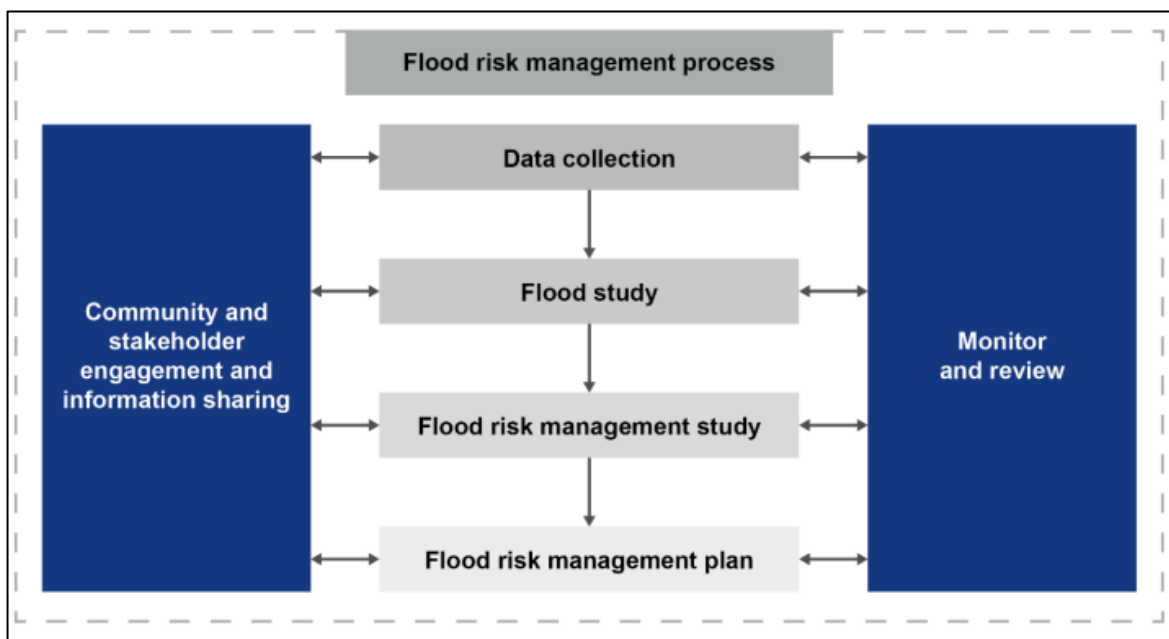 Flood risk management process
Data collection
Flood study
Community and
stakeholder
engagement and
information sharing
Monitor
and review
Flood risk management study
Flood risk management plan